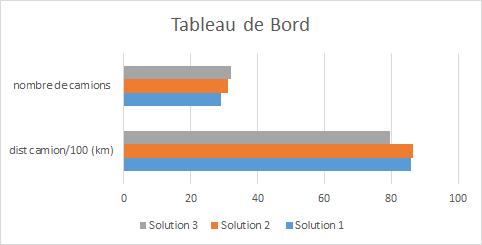 Tableau de Bord
nombre de camions
dist camion/100 (km)
0 20 40 60 80 100
Solution 3 Solution 2 Solution 1